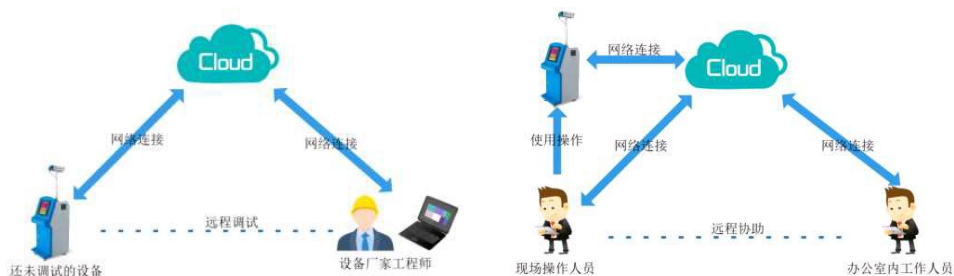 Cloud
网络连接
网络连接
远程调试
还未调试的设备
设备厂家工程师
网络连接
Cloud
使用操作
网络连接
网络连接
远程协助
现场操作人员
办公室内工作人员